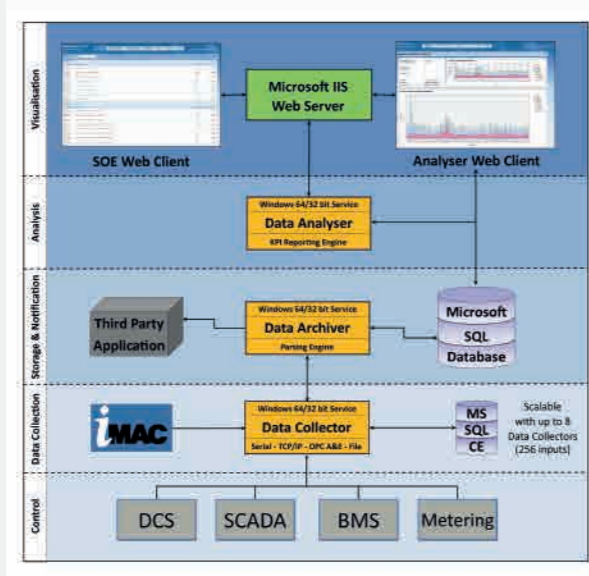 Visualisation
Microsoft IIS
Web Server
SOE Web Client
Analyser Web Client
Analysis
Windows 64/32 bit Service
Data Analyser
KPI Reporting Engine
Storage & Notification
Third Party
Application
Windows 64/32 bit Service
Data Archiver
Parsing Engine
Microsoft
SQL
Database
Data Collection
iMAC
Windows 64/32 bit Service
Data Collector
Serial - TCP/IP - OPC A&E - File
MS
SQL
CE
Scalable
with up to 8
Data Collectors
(256 inputs)
Control
DCS
SCADA
BMS
Metering